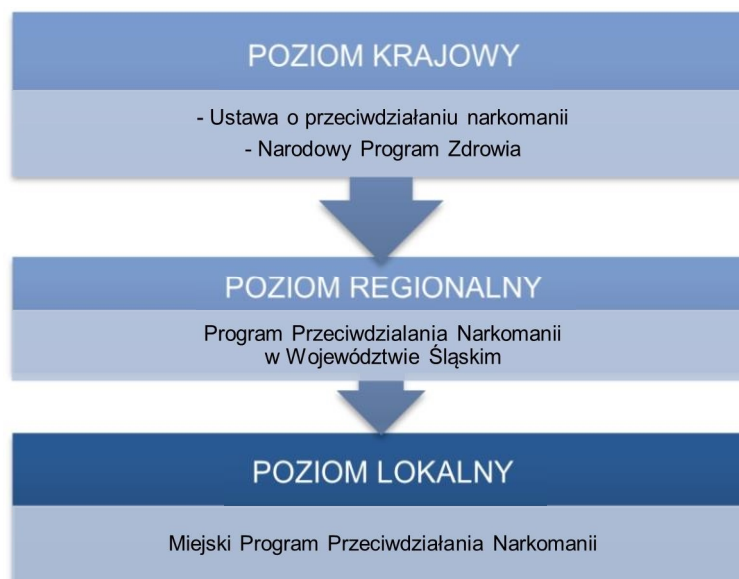 POZIOM KRAJOWY
- Ustawa o przeciwdziałaniu narkomanii
- Narodowy Program Zdrowia
POZIOM REGIONALNY
Program Przeciwdzialania Narkomanii
w Województwie Śląskim
POZIOM LOKALNY
Miejski Program Przeciwdziałania Narkomanii